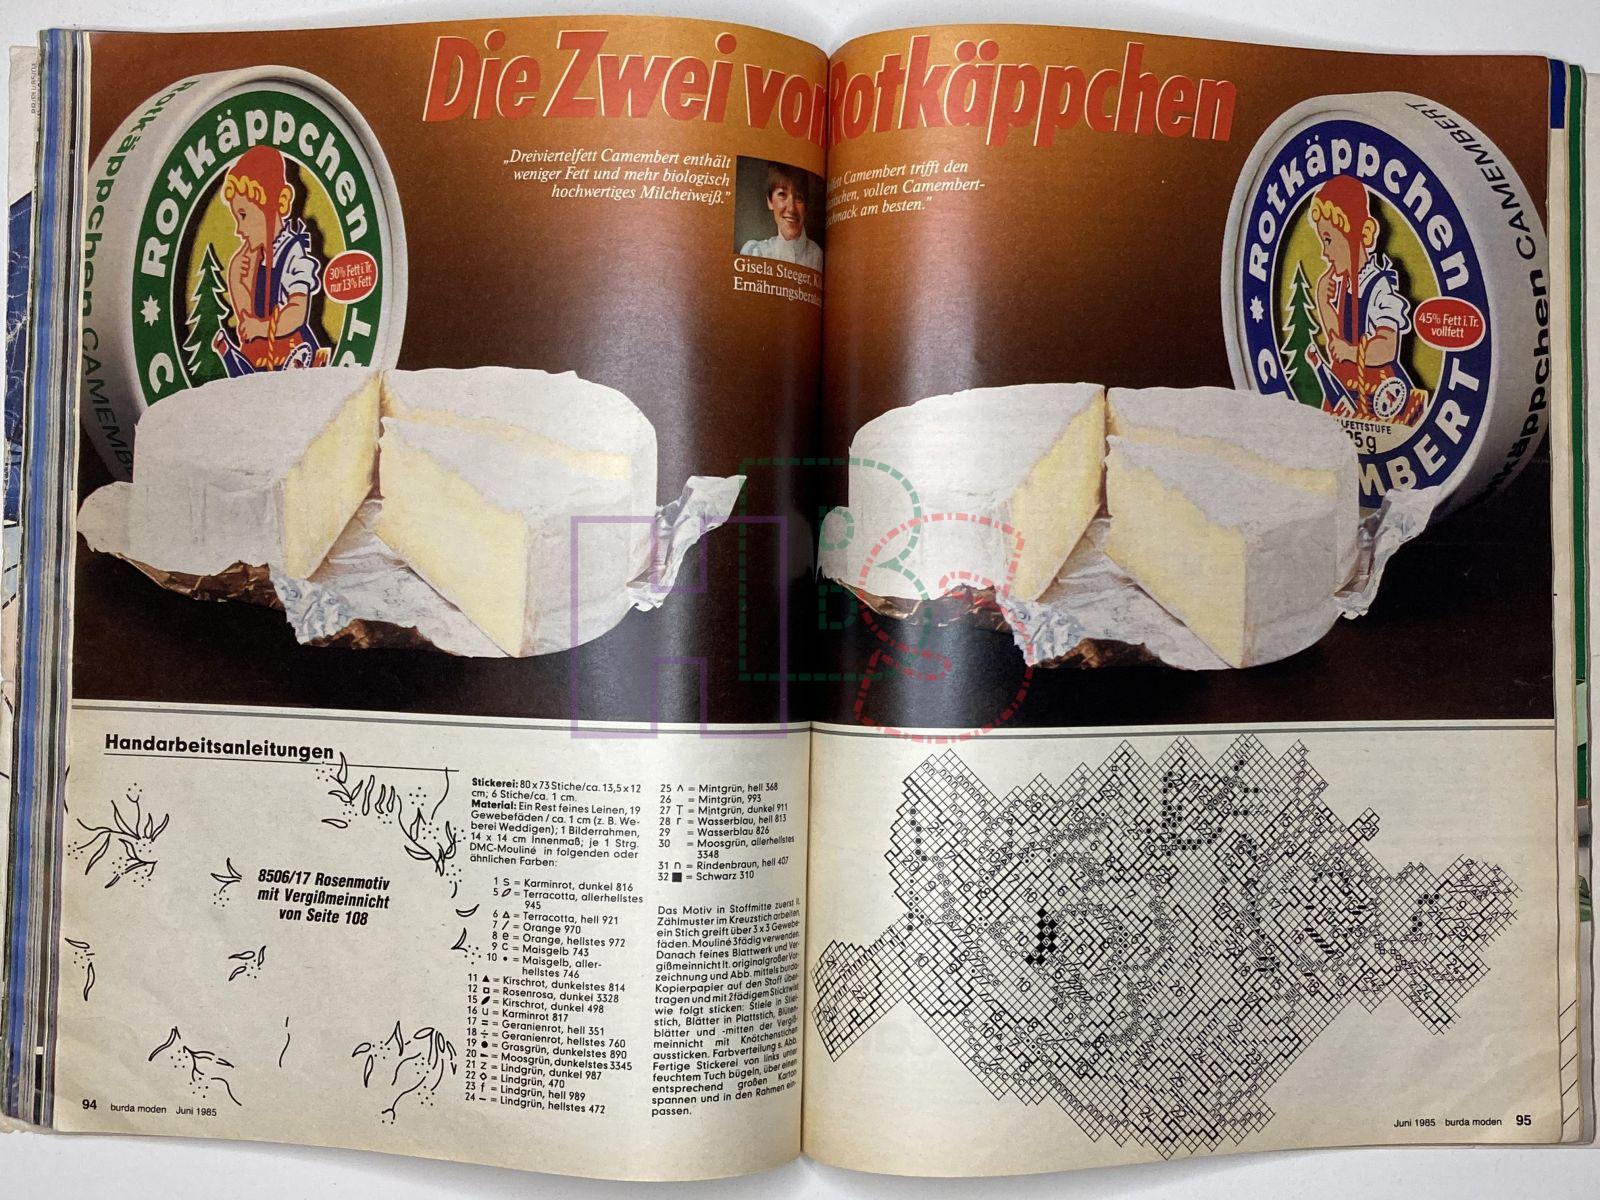 Die Zwei von Rotkäppchen
„Dreiviertelfett Camembert enthält
weniger Fett und mehr biologisch
hochwertiges Milcheiweiß.”
Camembert trifft den
vollen Camembert-
am besten.”
Gisela Steeger,
Rotkäppchen CAMEMBERT
Rotkäppchen
30% Fett i.Tr.
nur 13% Fett
Rotkäppchen
45% Fett i.Tr.
vollfett
CAMEMBERT
Rotkäppchen CAMEMBERT
HBS
Handarbeitsanleitungen
8506/17 Rosenmotiv
mit Vergißmeinnicht
von Seite 108
Stickerei: 80 x 73 Stiche/ca. 13,5 x 12
cm; 6 Stiche/ca. 1 cm.
Material: Ein Rest feines Leinen, 19
Gewebefäden / ca. 1 cm (z. B. We-
berei Weddigen); 1 Bilderrahmen,
14 x 14 cm Innenmaß; je 1 Strg.
DMC-Mouliné in folgenden oder
ähnlichen Farben:
1 S = Karminrot, dunkel 816
5 = Terracotta, allerhellstes
945
6 △ = Terracotta, hell 921
7 / = Orange 970
8 e = Orange, hellstes 972
9 C = Maisgelb 743
10 • = Maisgelb, aller-
hellstes 746
11 ▲ = Kirschrot, dunkelstes 814
12 □ = Rosenrosa, dunkel 3328
15 = Kirschrot, dunkel 498
16 U = Karminrot 817
17 = = Geranienrot, hell 351
18 ÷ = Geranienrot, hellstes 760
19 ● = Grasgrün, dunkelstes 890
20 = Moosgrün, dunkelstes 3345
21 Z = Lindgrün, dunkel 987
22 ◇ = Lindgrün, 470
23 f = Lindgrün, hell 989
24 – = Lindgrün, hellstes 472
25 ∧ = Mintgrün, hell 368
26 = Mintgrün, 993
27 T = Mintgrün, dunkel 911
28 r = Wasserblau, hell 813
29 = Wasserblau 826
30 = Moosgrün, allerhellstes
3348
31 ∩ = Rindenbraun, hell 407
32 ■ = Schwarz 310
Das Motiv in Stoffmitte zuerst lt.
Zählmuster im Kreuzstich arbeiten,
ein Stich greift über 3 x 3 Gewebe-
fäden. Mouliné 3fädig verwenden.
Danach feines Blattwerk und Ver-
gißmeinnicht lt. originalgroßer Vor-
zeichnung und Abb. mittels burda-
Kopierpapier auf den Stoff über-
tragen und mit 2fädigem Sticktwist
wie folgt sticken: Stiele in Stiel-
stich, Blätter in Plattstich, Blüten-
blätter und -mitten der Vergiß-
meinnicht mit Knötchenstichen
aussticken. Farbverteilung s. Abb.
Fertige Stickerei von links unter
feuchtem Tuch bügeln, über einen
entsprechend großen Karton
spannen und in den Rahmen ein-
passen.
94 burda moden Juni 1985
Juni 1985 burda moden 95